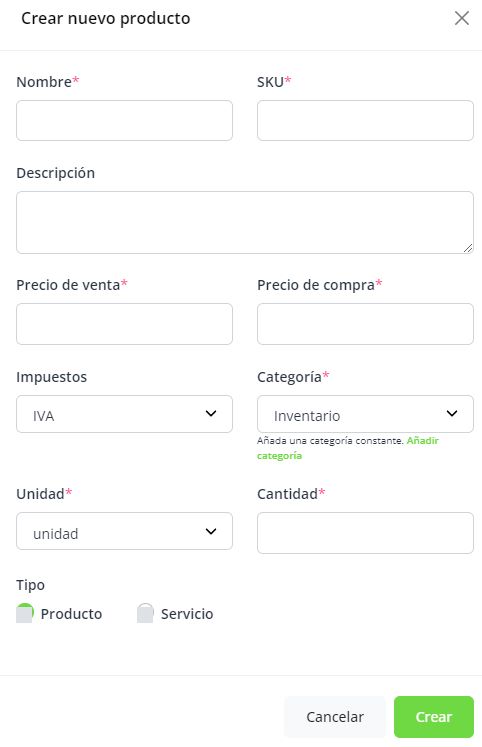 Crear nuevo producto
Nombre*
SKU*
Descripción
Precio de venta*
Precio de compra*
Impuestos
Categoría*
IVA
Inventario
Añada una categoría constante. Añadir
categoría
Unidad*
Cantidad*
unidad
Tipo
Producto
Servicio
Cancelar
Crear